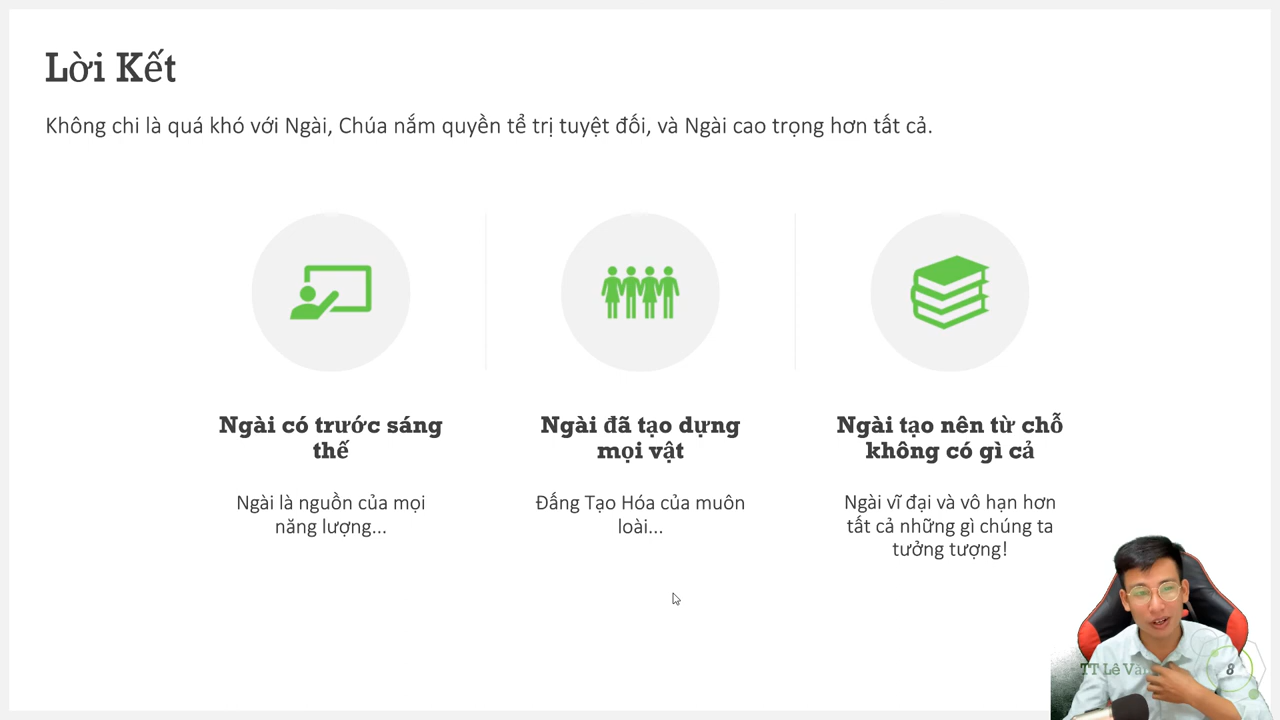 Lời Kết
Không chi là quá khó với Ngài, Chúa nắm quyền tể trị tuyệt đối, và Ngài cao trọng hơn tất cả.
Ngài có trước sáng
thế
Ngài là nguồn của mọi
năng lượng...
Ngài đã tạo dựng
mọi vật
Đấng Tạo Hóa của muôn
loài...
Ngài tạo nên từ chỗ
không có gì cả
Ngài vĩ đại và vô hạn hơn
tất cả những gì chúng ta
tưởng tượng!
TT Lê
8